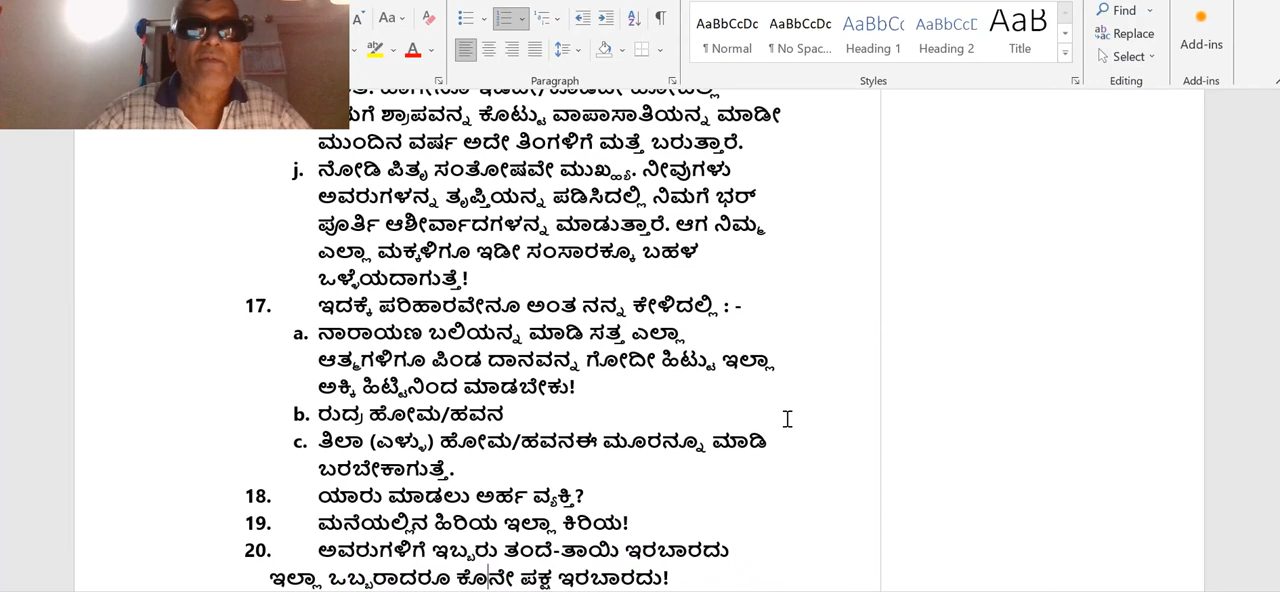 Aa
Find
Replace
Select
AaBbCcDc
AaBbCcDc
AaBbCc
AaBbCcD
AaB
Add-ins
¶ Normal
¶ No Spac...
Heading 1
Heading 2
Title
Paragraph
Styles
Editing
Add-ins
ಶ್ರಾಪವನ್ನ ಕೊಟ್ಟು ವಾಪಾಸಾತಿಯನ್ನ ಮಾಡೀ
ಮುಂದಿನ ವರ್ಷ ಅದೇ ತಿಂಗಳಿಗೆ ಮತ್ತೆ ಬರುತ್ತಾರೆ.
j. ನೋಡಿ ಪಿತೃ ಸಂತೋಷವೇ ನೀವುಗಳು
ಅವರುಗಳನ್ನ ತೃಪ್ತಿಯನ್ನ ಪಡಿಸಿದಲ್ಲಿ ನಿಮಗೆ ಭರ್
ಪೂರ್ತಿ ಆಶೀರ್ವಾದಗಳನ್ನ ಮಾಡುತ್ತಾರೆ. ಆಗ ನಿಮ್ಮ
ಎಲ್ಲಾ ಮಕ್ಕಳಿಗೂ ಇಡೀ ಸಂಸಾರಕ್ಕೂ ಬಹಳ
ಒಳ್ಳೆಯದಾಗುತ್ತೆ!
17. ಇದಕ್ಕೆ ಪರಿಹಾರವೇನೂ ಅಂತ ನನ್ನ ಕೇಳಿದಲ್ಲಿ : -
a. ನಾರಾಯಣ ಬಲಿಯನ್ನ ಮಾಡಿ ಸತ್ತ ಎಲ್ಲಾ
ಆತ್ಮಗಳಿಗೂ ಪಿಂಡ ದಾನವನ್ನ ಗೋದೀ ಹಿಟ್ಟು ಇಲ್ಲಾ
ಅಕ್ಕಿ ಹಿಟ್ಟಿನಿಂದ ಮಾಡಬೇಕು!
b. ರುದ್ರ ಹೋಮ/ಹವನ
c. ತಿಲಾ (ಎಳ್ಳು) ಹೋಮ/ಹವನಈ ಮೂರನ್ನೂ ಮಾಡಿ
ಬರಬೇಕಾಗುತ್ತೆ.
18. ಯಾರು ಮಾಡಲು ಅರ್ಹ ವ್ಯಕ್ತಿ?
19. ಮನೆಯಲ್ಲಿನ ಹಿರಿಯ ಇಲ್ಲಾ ಕಿರಿಯ!
20. ಅವರುಗಳಿಗೆ ಇಬ್ಬರು ತಂದೆ-ತಾಯಿ ಇರಬಾರದು
ಇಲ್ಲಾ ಒಬ್ಬರಾದರೂ ಕೊನೇ ಪಕ್ಷ ಇರಬಾರದು!